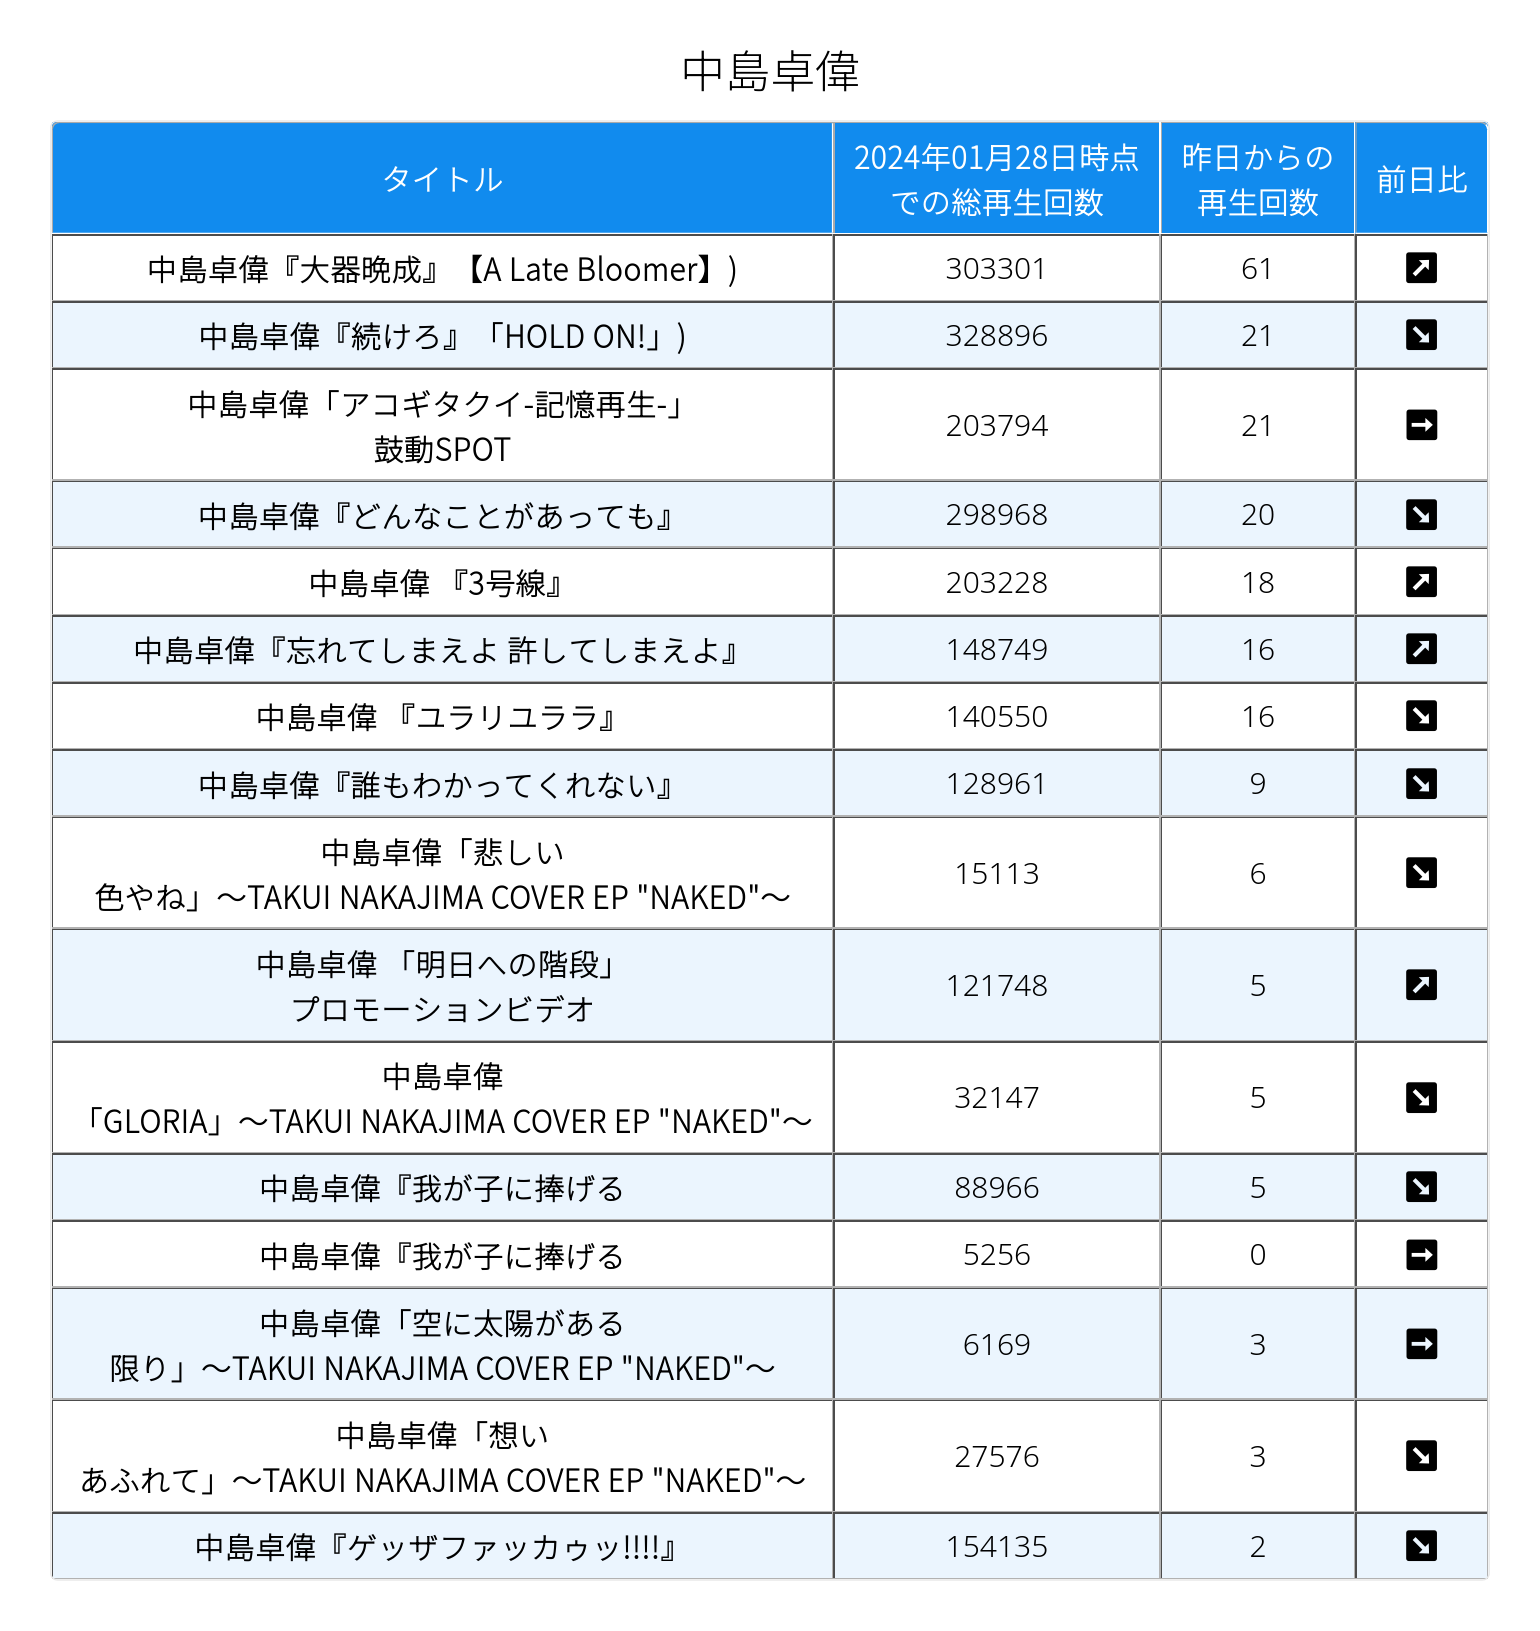 中島卓偉
タイトル
2024年01月28日時点
での総再生回数
昨日からの
再生回数
前日比
中島卓偉『大器晩成』【A Late Bloomer】)
303301
61
中島卓偉『続けろ』「HOLD ON!」)
328896
21
中島卓偉「アコギタクイ-記憶再生-」
鼓動SPOT
203794
21
中島卓偉『どんなことがあっても』
298968
20
中島卓偉 『3号線』
203228
18
中島卓偉『忘れてしまえよ 許してしまえよ』
148749
16
中島卓偉 『ユラリユララ』
140550
16
中島卓偉『誰もわかってくれない』
128961
9
中島卓偉「悲しい
色やね」〜TAKUI NAKAJIMA COVER EP "NAKED"〜
15113
6
中島卓偉 「明日への階段」
プロモーションビデオ
121748
5
中島卓偉
「GLORIA」〜TAKUI NAKAJIMA COVER EP "NAKED"〜
32147
5
中島卓偉『我が子に捧げる
88966
5
中島卓偉『我が子に捧げる
5256
0
中島卓偉「空に太陽がある
限り」〜TAKUI NAKAJIMA COVER EP "NAKED"〜
6169
3
中島卓偉「想い
あふれて」〜TAKUI NAKAJIMA COVER EP "NAKED"〜
27576
3
中島卓偉『ゲッザファッカゥッ!!!!』
154135
2